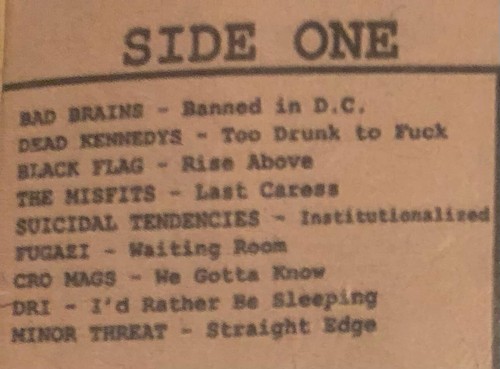 SIDE ONE
BAD BRAINS - Banned in D.C.
DEAD KENNEDYS - Too Drunk to Fuck
BLACK FLAG - Rise Above
THE MISFITS - Last Caress
SUICIDAL TENDENCIES - Institutionalized
FUGAZI - Waiting Room
CRO MAGS - We Gotta Know
DRI - I'd Rather Be Sleeping
MINOR THREAT - Straight Edge